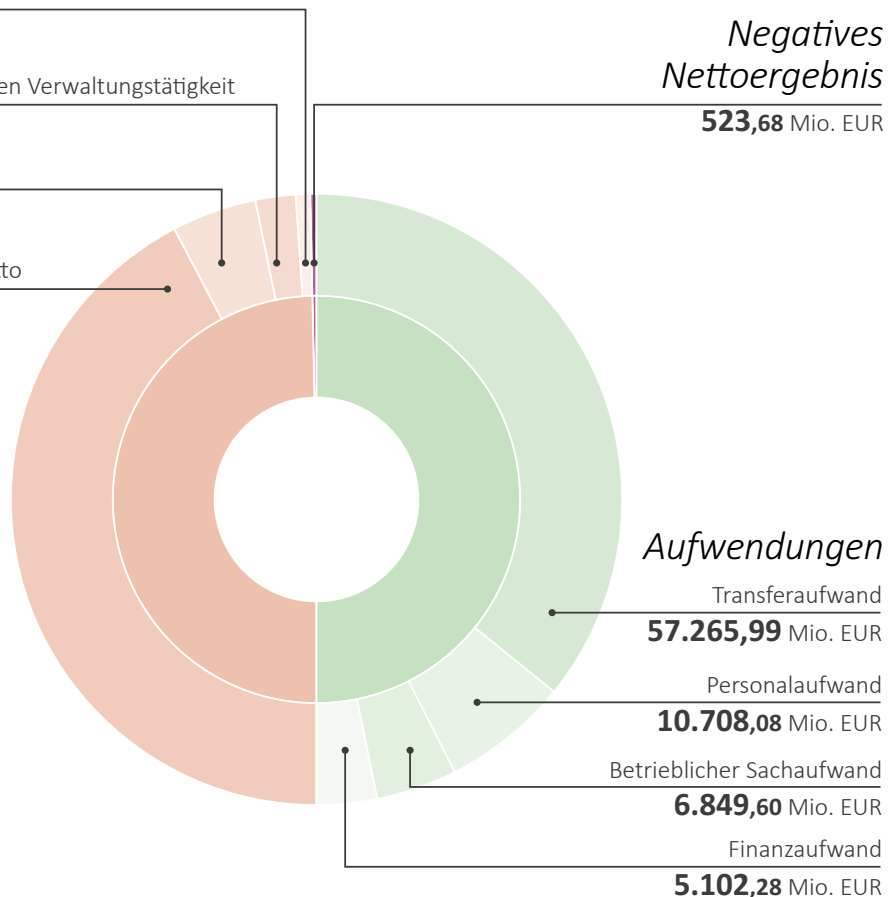 Negatives
Nettoergebnis
523,68 Mio. EUR
en Verwaltungstätigkeit
to
Aufwendungen
Transferaufwand
57.265,99 Mio. EUR
Personalaufwand
10.708,08 Mio. EUR
Betrieblicher Sachaufwand
6.849,60 Mio. EUR
Finanzaufwand
5.102,28 Mio. EUR